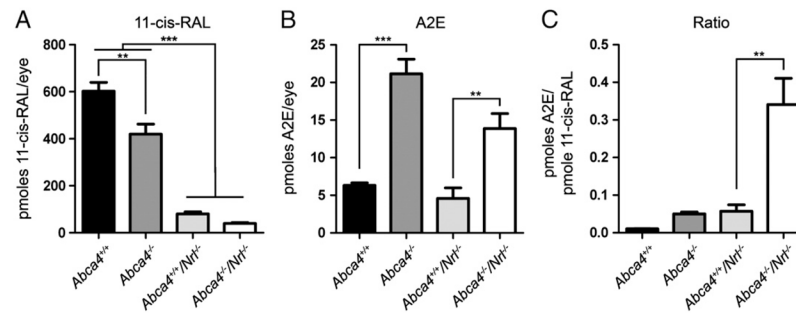 A
11-cis-RAL
pmoles 11-cis-RAL/eye
800
600
400
200
0
***
**
Abca4+/+
Abca4-/-
Abca4+/+/Nrl-/-
Abca4-/-/Nrl-/-
B
A2E
pmoles A2E/eye
25
20
15
10
5
0
***
**
Abca4+/+
Abca4-/-
Abca4+/+/Nrl-/-
Abca4-/-/Nrl-/-
C
Ratio
pmoles A2E/
pmole 11-cis-RAL
0.5
0.4
0.3
0.2
0.1
0.0
**
Abca4+/+
Abca4-/-
Abca4+/+/Nrl-/-
Abca4-/-/Nrl-/-